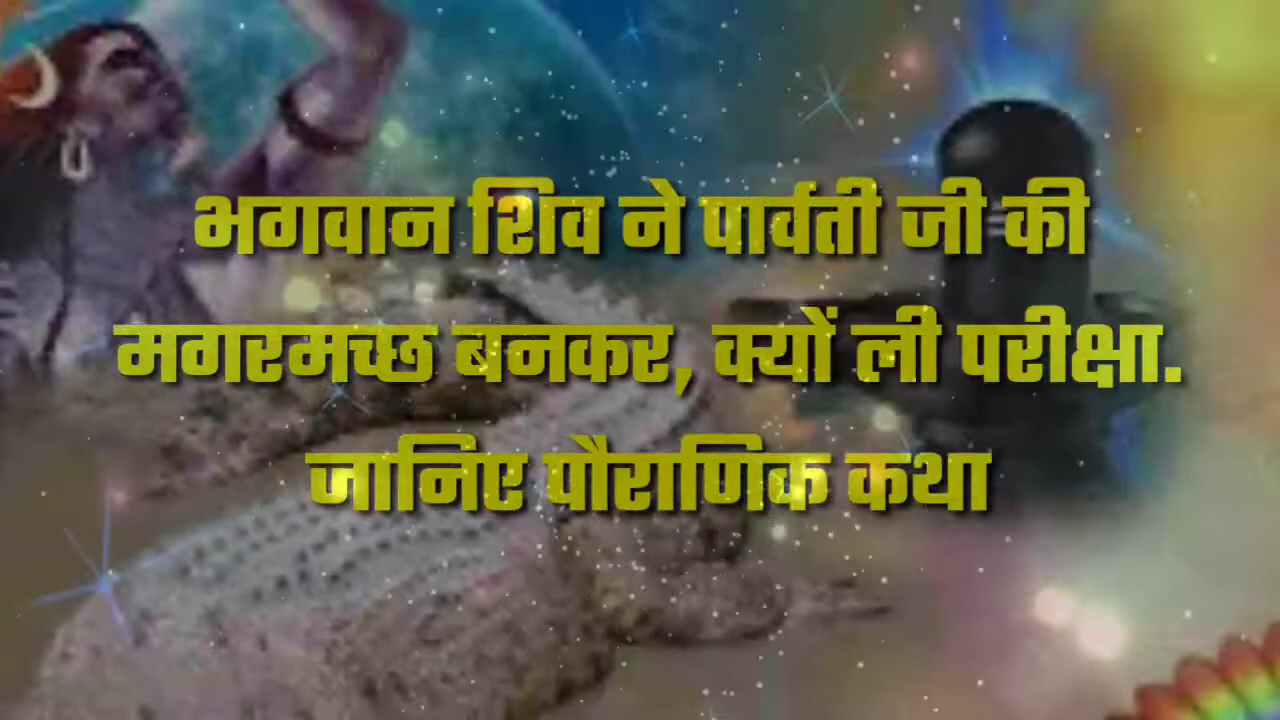 भगवान शिव ने पार्वती जी की
मगरमच्छ बनकर, क्यों ली परीक्षा.
जानिए पौराणिक कथा